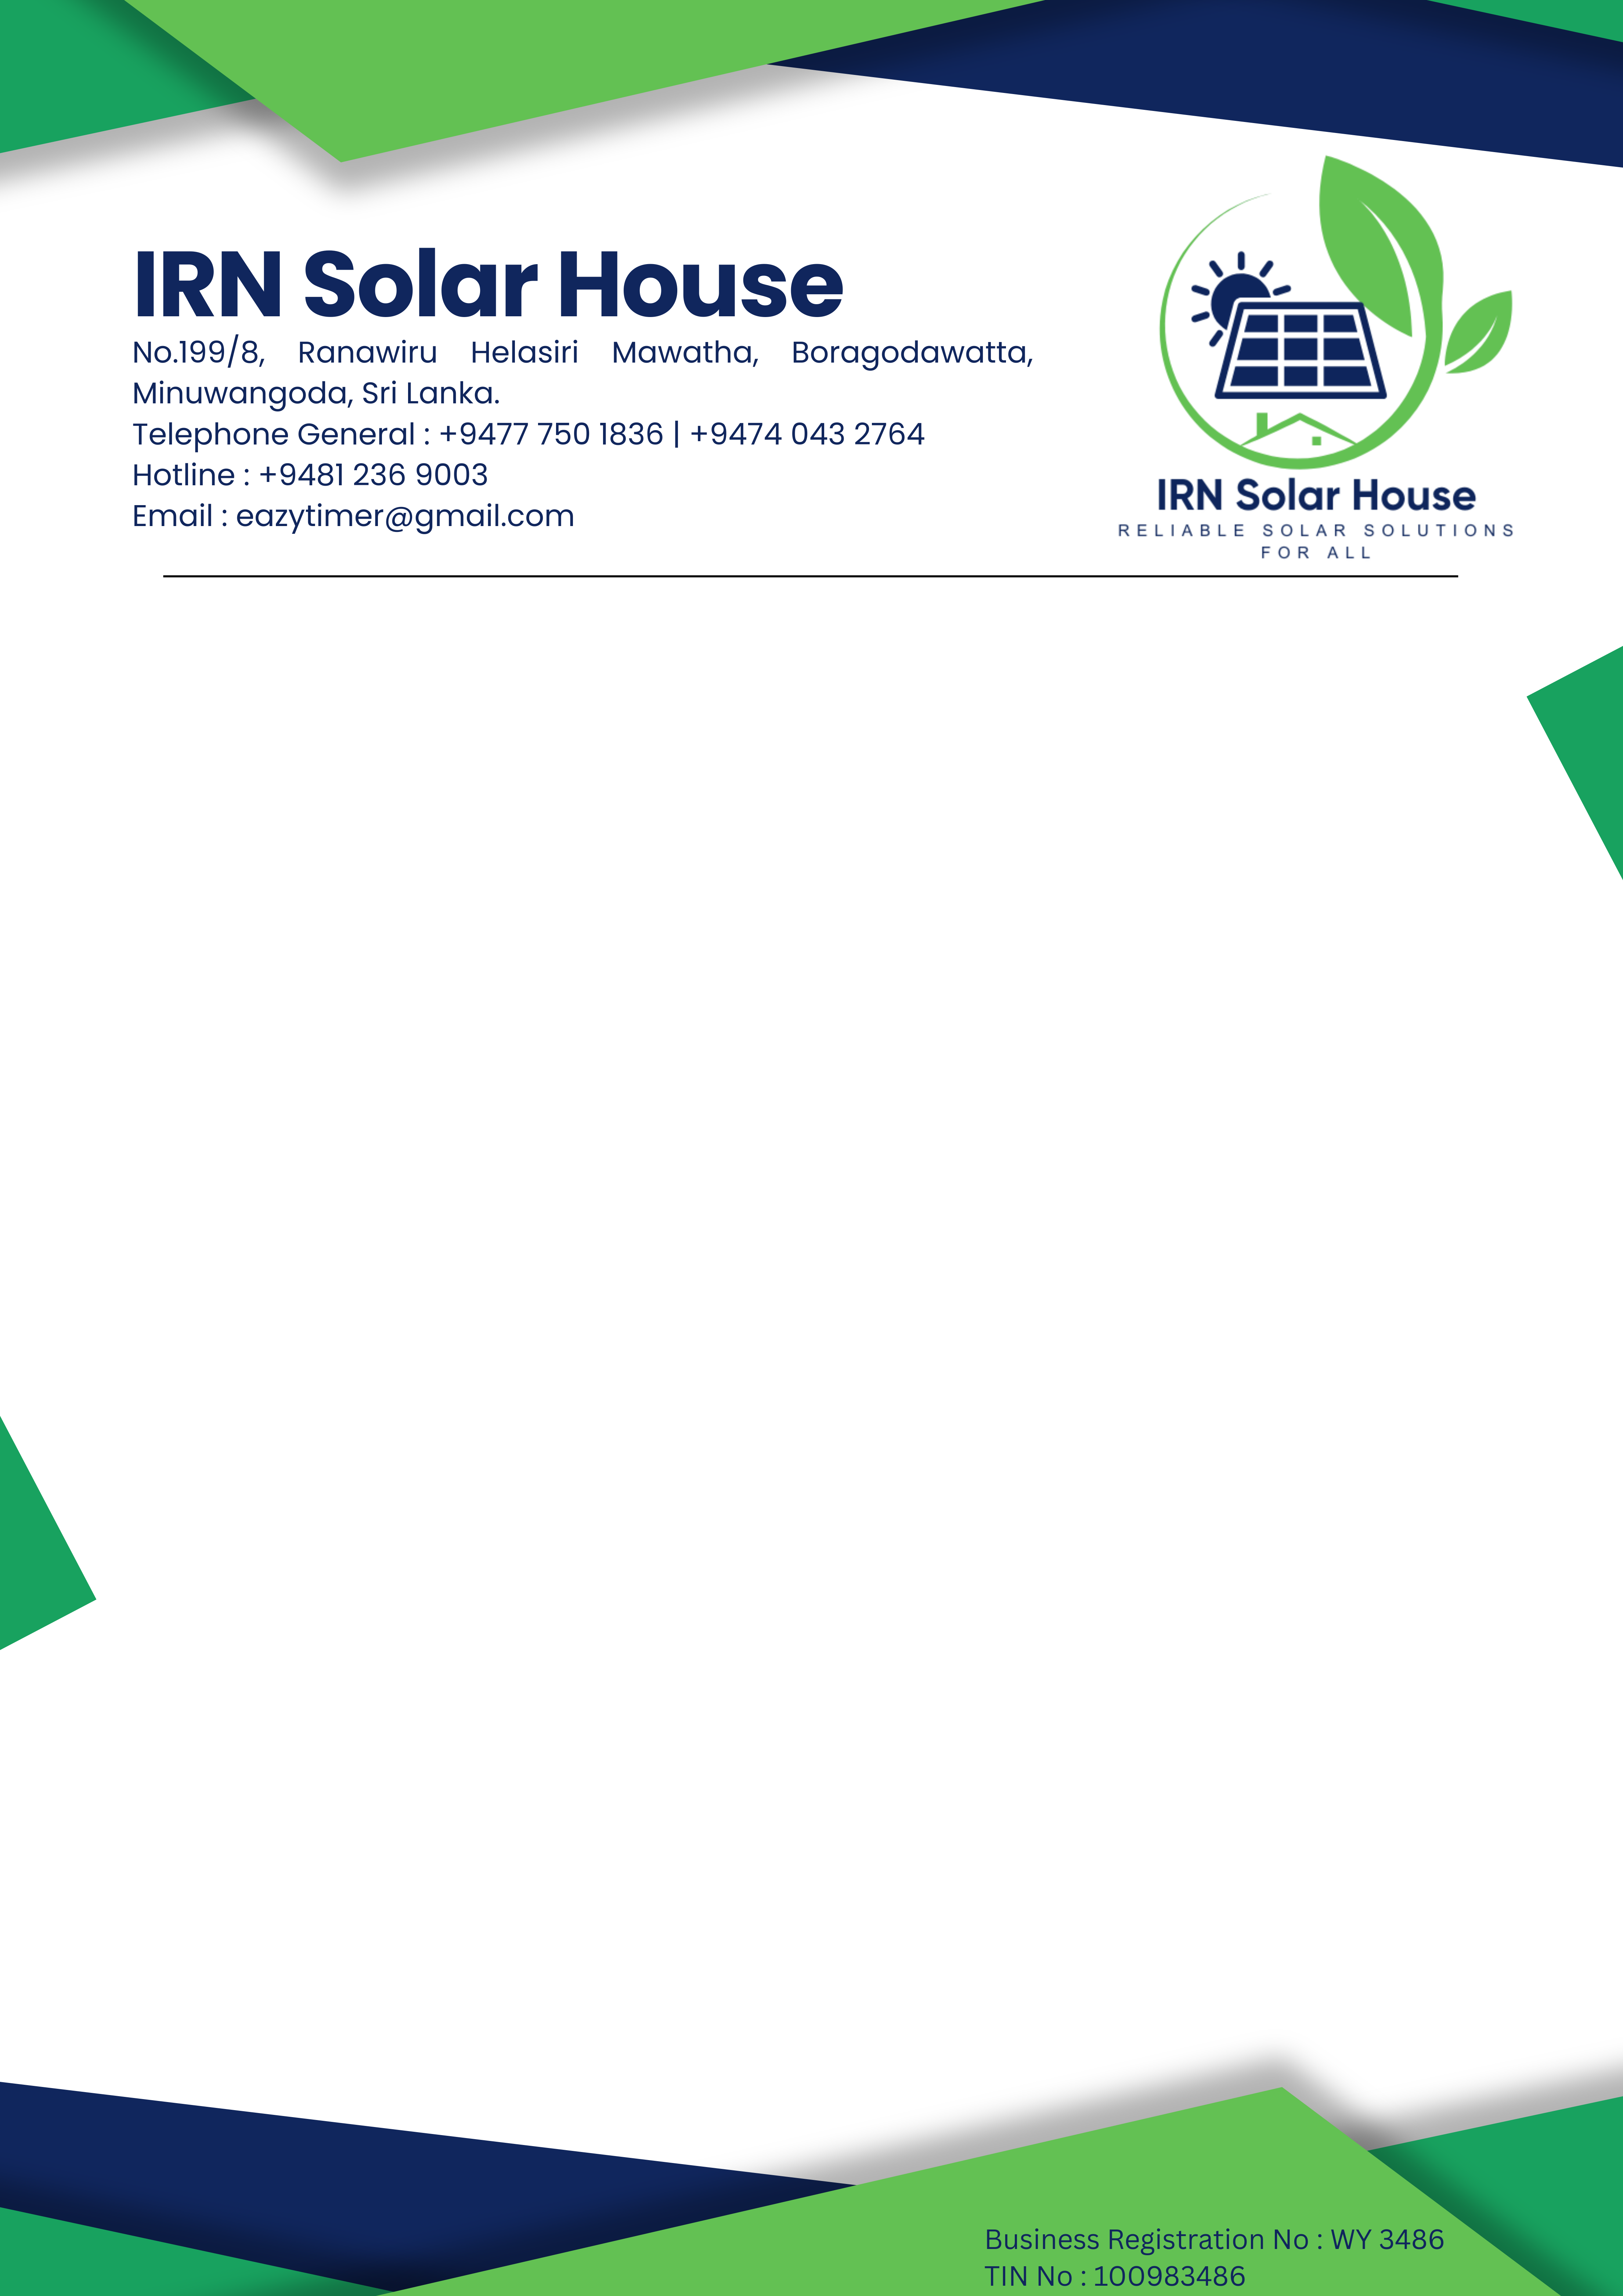 IRN Solar House
No.199/8, Ranawiru Helasiri Mawatha, Boragodawatta,
Minuwangoda, Sri Lanka.
Telephone General : +9477 750 1836 | +9474 043 2764
Hotline : +9481 236 9003
Email : eazytimer@gmail.com
IRN Solar House
RELIABLE SOLAR SOLUTIONS
FOR ALL
Business Registration No : WY 3486
TIN No : 100983486